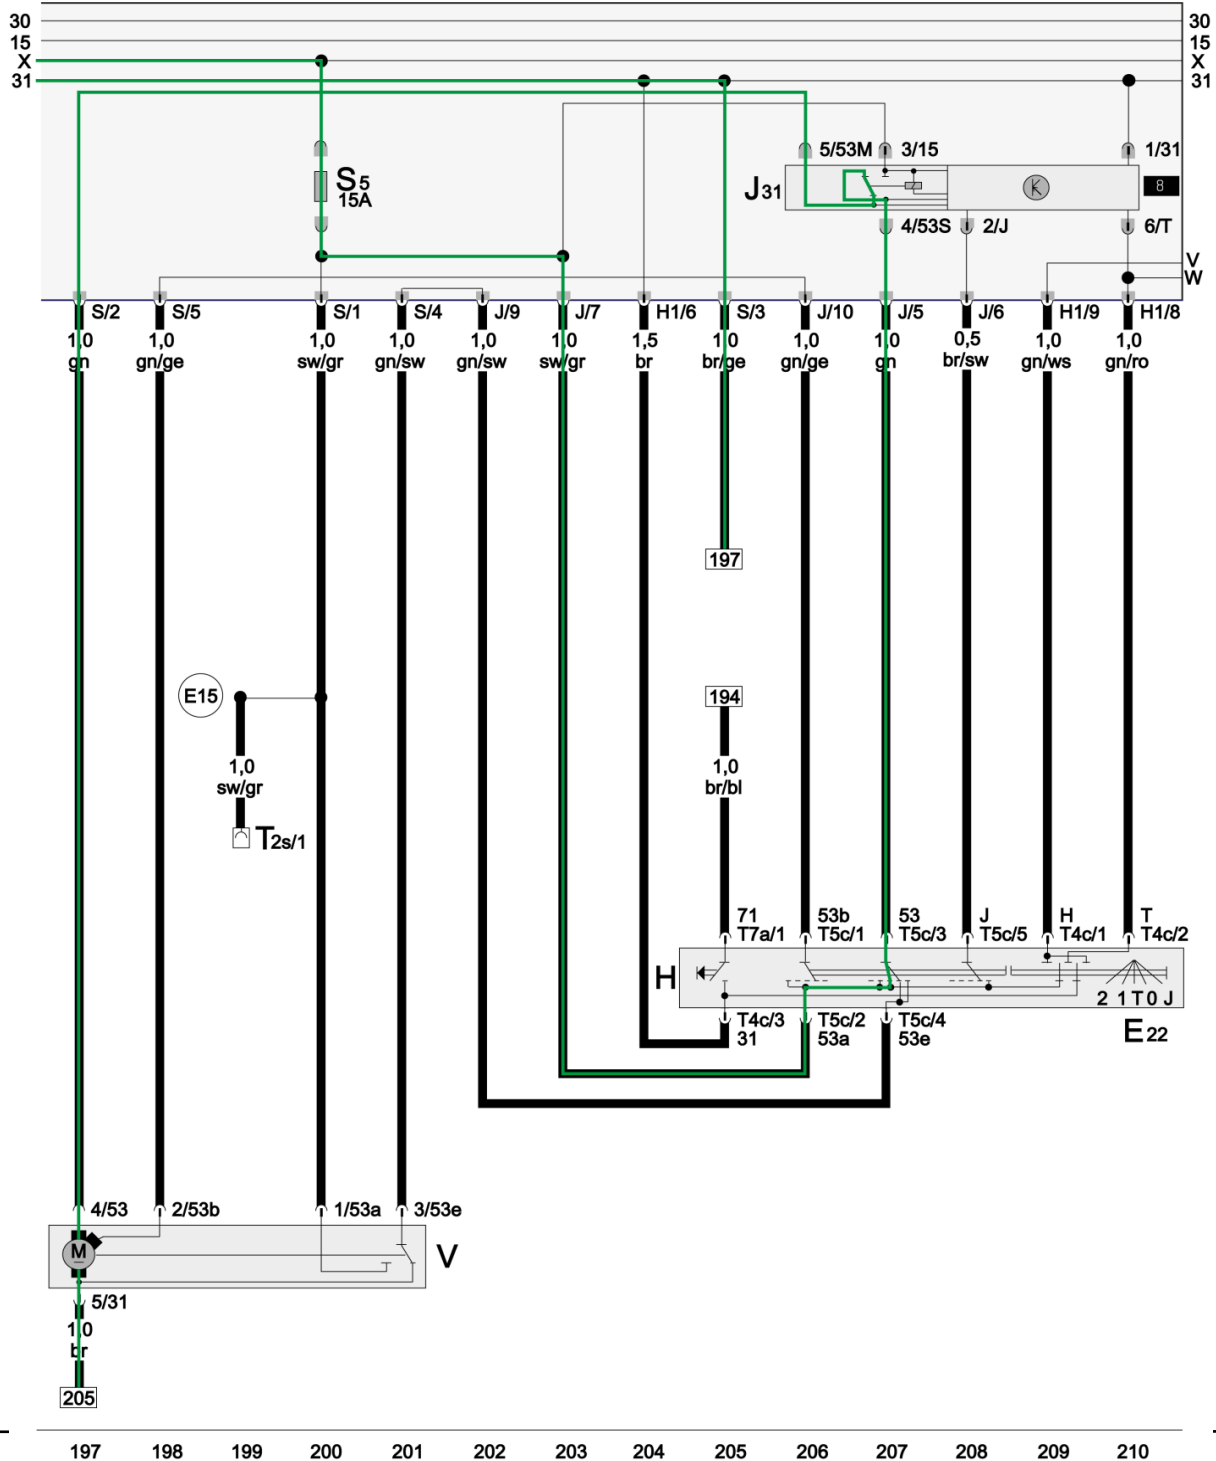 30 30
15 15
X X
31 31
5/53M 3/15 1/31
S5
15A
J31
K
8
4/53S 2/J 6/T
V
W
S/2 S/5 S/1 S/4 J/9 J/7 H1/6 S/3 J/10 J/5 J/6 H1/9 H1/8
1,0 1,0 1,0 1,0 1,0 1,0 1,5 1,0 1,0 1,0 0,5 1,0 1,0
gn gn/ge sw/gr gn/sw gn/sw sw/gr br br/ge gn/ge gn br/sw gn/ws gn/ro
197
E15
194
1,0 1,0
sw/gr br/bl
T2s/1
71 53b 53 J H T
T7a/1 T5c/1 T5c/3 T5c/5 T4c/1 T4c/2
H
2 1 T 0 J
T4c/3 T5c/2 T5c/4
31 53a 53e
E22
4/53 2/53b 1/53a 3/53e
M
V
5/31
1,0
br
205
197 198 199 200 201 202 203 204 205 206 207 208 209 210